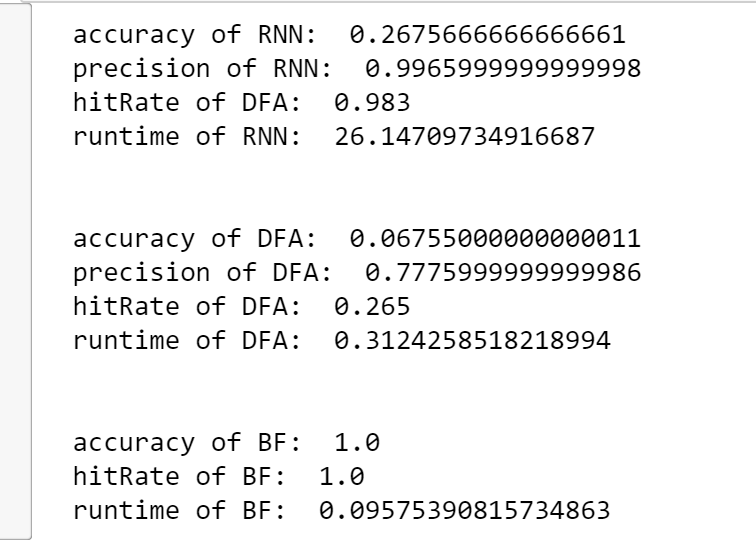 accuracy of RNN:  0.2675666666666661
precision of RNN:  0.9965999999999998
hitRate of DFA:  0.983
runtime of RNN:  26.14709734916687
accuracy of DFA:  0.06755000000000011
precision of DFA:  0.7775999999999986
hitRate of DFA:  0.265
runtime of DFA:  0.3124258518218994
accuracy of BF:  1.0
hitRate of BF:  1.0
runtime of BF:  0.09575390815734863